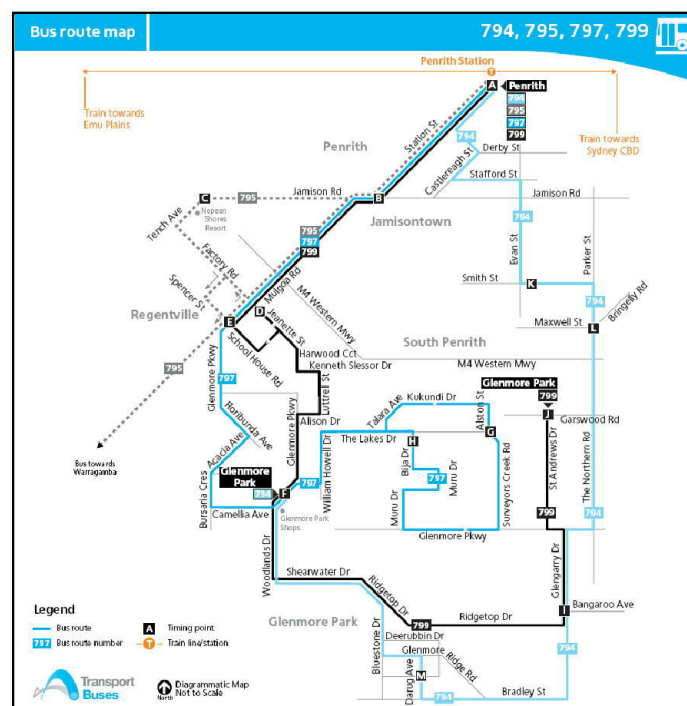 Bus route map
794, 795, 797, 799
Penrith Station
T
A
Penrith
794
795
797
799
Train towards
Emu Plains
Train towards
Sydney CBD
Station St
Penrith
794
Derby St
Castlereagh St
Stafford St
C
795
Jamison Rd
B
Jamison Rd
Nepean
Shores
Resort
Jamisontown
Tench Ave
794
795
797
799
Factory Rd
Mulgoa Rd
Evan St
Parker St
Smith St
K
Spencer St
M4 Western Mwy
794
Bringelly Rd
Regentville
E
D
Jeanette St
Maxwell St
L
South Penrith
School House Rd
Harwood Cct
Kenneth Slessor Dr
M4 Western Mwy
795
797
Glenmore Pkwy
Luttrell St
Glenmore Park
799
Talara Ave
Kukundi Dr
Alston St
J
Garswood Rd
Floribunda Ave
Glenmore Pkwy
Alison Dr
The Lakes Dr
H
G
Bus towards
Warragamba
Acacia Ave
William Howell Dr
Bija Dr
Surveyors Creek Rd
St Andrews Dr
The Northern Rd
Glenmore
Park
794
F
797
797
Muru Dr
Muru Dr
Bursaria Cres
Camellia Ave
Glenmore Park
Shops
799
794
Glenmore Pkwy
Woodlands Dr
Shearwater Dr
Glengarry Dr
Ridgetop Dr
I
Bangaroo Ave
Legend
Bus route
A
Timing point
797
Bus route number
T
Train line/station
Glenmore Park
799
Ridgetop Dr
Deerubbin Dr
Bluestone Dr
Glenmore
Ridge Rd
794
Darug Ave
M
794
Bradley St
Transport
Buses
North
Diagrammatic Map
Not to Scale